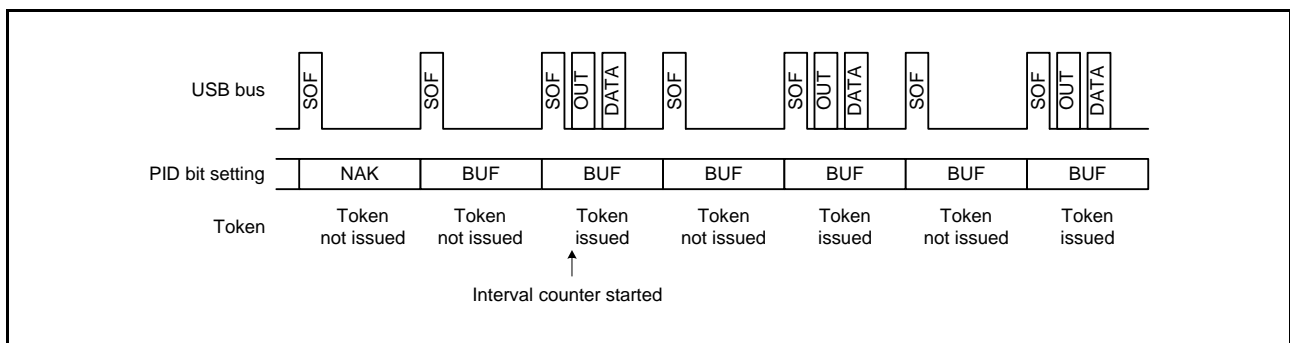 USB bus
SOF SOF SOF OUT DATA SOF SOF OUT DATA SOF SOF OUT DATA
PID bit setting NAK BUF BUF BUF BUF BUF BUF
Token Token not issued Token not issued Token issued Token not issued Token issued Token not issued Token issued
Interval counter started